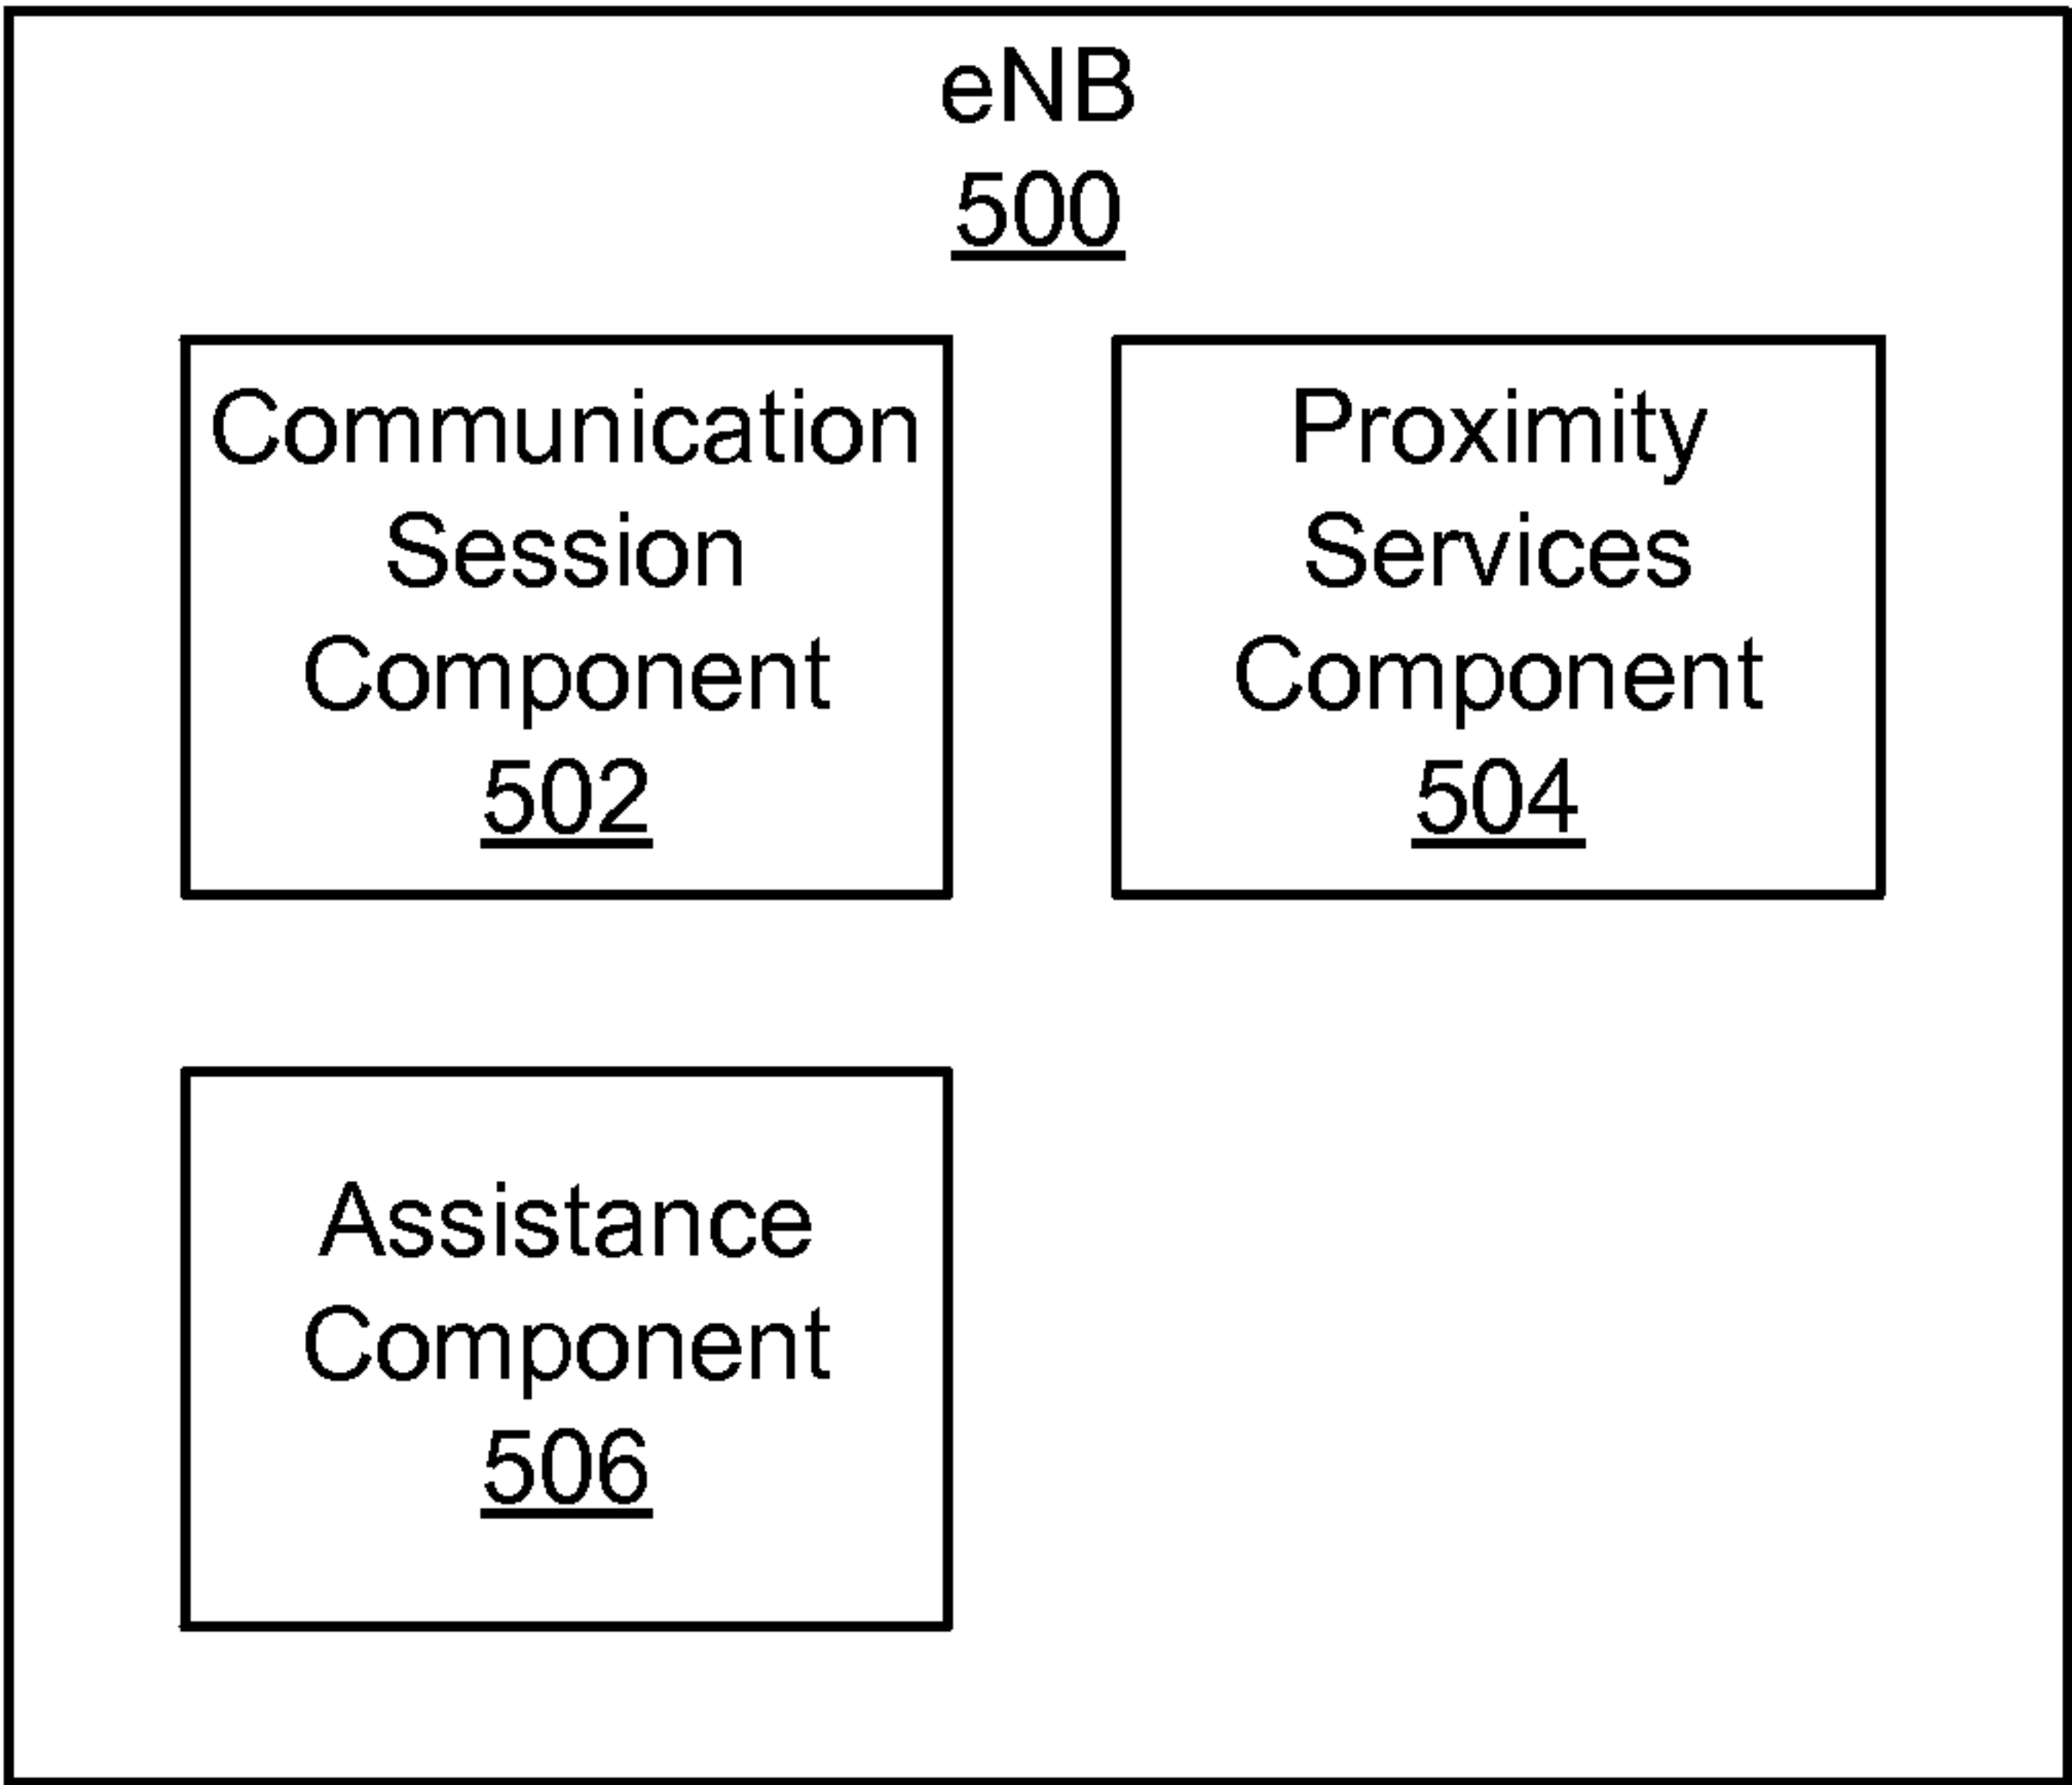 eNB
500
Communication
Session
Component
502
Proximity
Services
Component
504
Assistance
Component
506